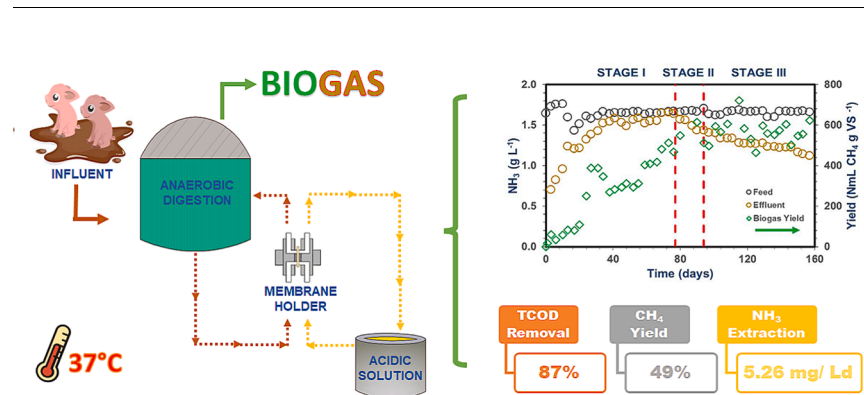 BIOGAS
INFLUENT
ANAEROBIC
DIGESTION
MEMBRANE
HOLDER
ACIDIC
SOLUTION
37°C
STAGE I STAGE II STAGE III
2.0
1.5
1.0
0.5
0.0
NH₃ (g L⁻¹)
800
600
400
200
0
Yield (NmL CH₄ g VS⁻¹)
Feed
Effluent
Biogas Yield
0 40 80 120 160
Time (days)
TCOD
Removal
87%
CH₄
Yield
49%
NH₃
Extraction
5.26 mg/ Ld